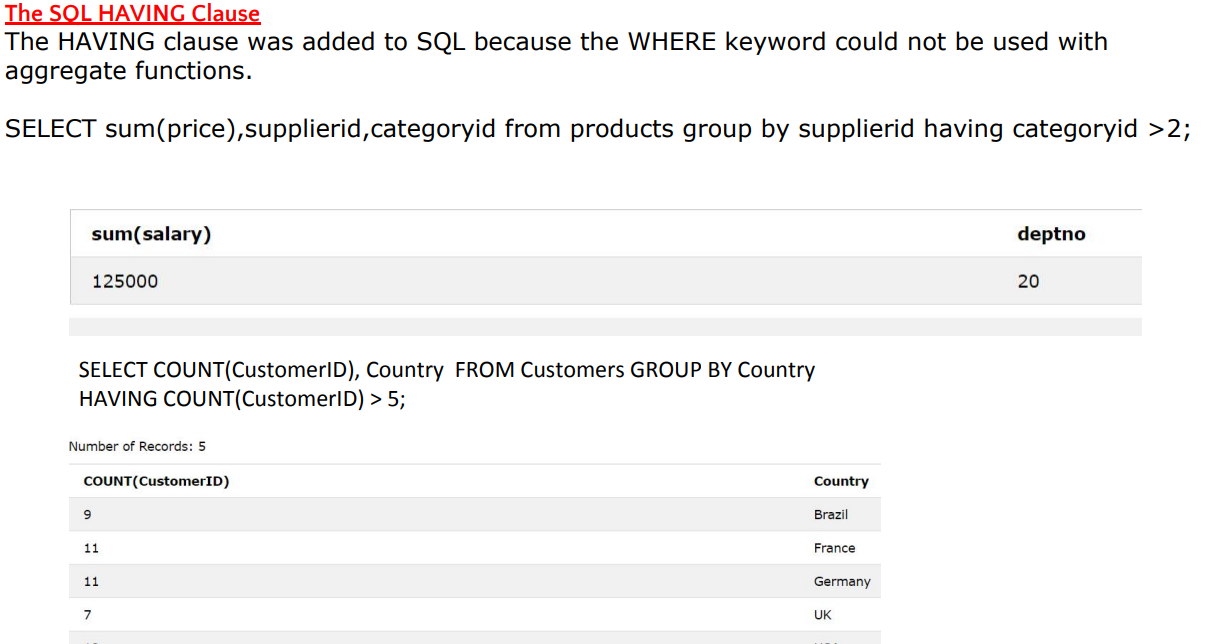 The SQL HAVING Clause
The HAVING clause was added to SQL because the WHERE keyword could not be used with
aggregate functions.
SELECT sum(price),supplierid,categoryid from products group by supplierid having categoryid >2;
sum(salary) deptno
125000 20
SELECT COUNT(CustomerID), Country FROM Customers GROUP BY Country
HAVING COUNT(CustomerID) > 5;
Number of Records: 5
COUNT(CustomerID) Country
9 Brazil
11 France
11 Germany
7 UK